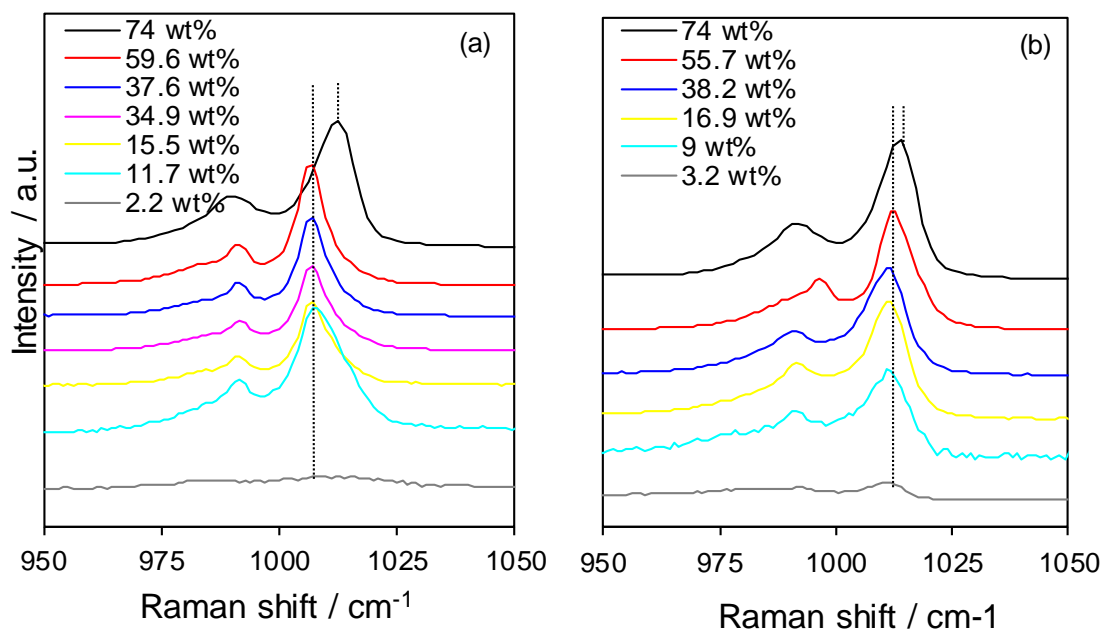 74 wt%
59.6 wt%
37.6 wt%
34.9 wt%
15.5 wt%
11.7 wt%
2.2 wt%
(a)
Intensity / a.u.
950 975 1000 1025 1050
Raman shift / cm⁻¹
74 wt%
55.7 wt%
38.2 wt%
16.9 wt%
9 wt%
3.2 wt%
(b)
950 975 1000 1025 1050
Raman shift / cm-1